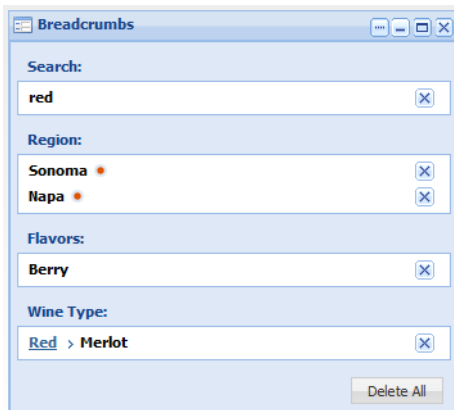 Breadcrumbs
Search:
red
Region:
Sonoma
Napa
Flavors:
Berry
Wine Type:
Red > Merlot
Delete All